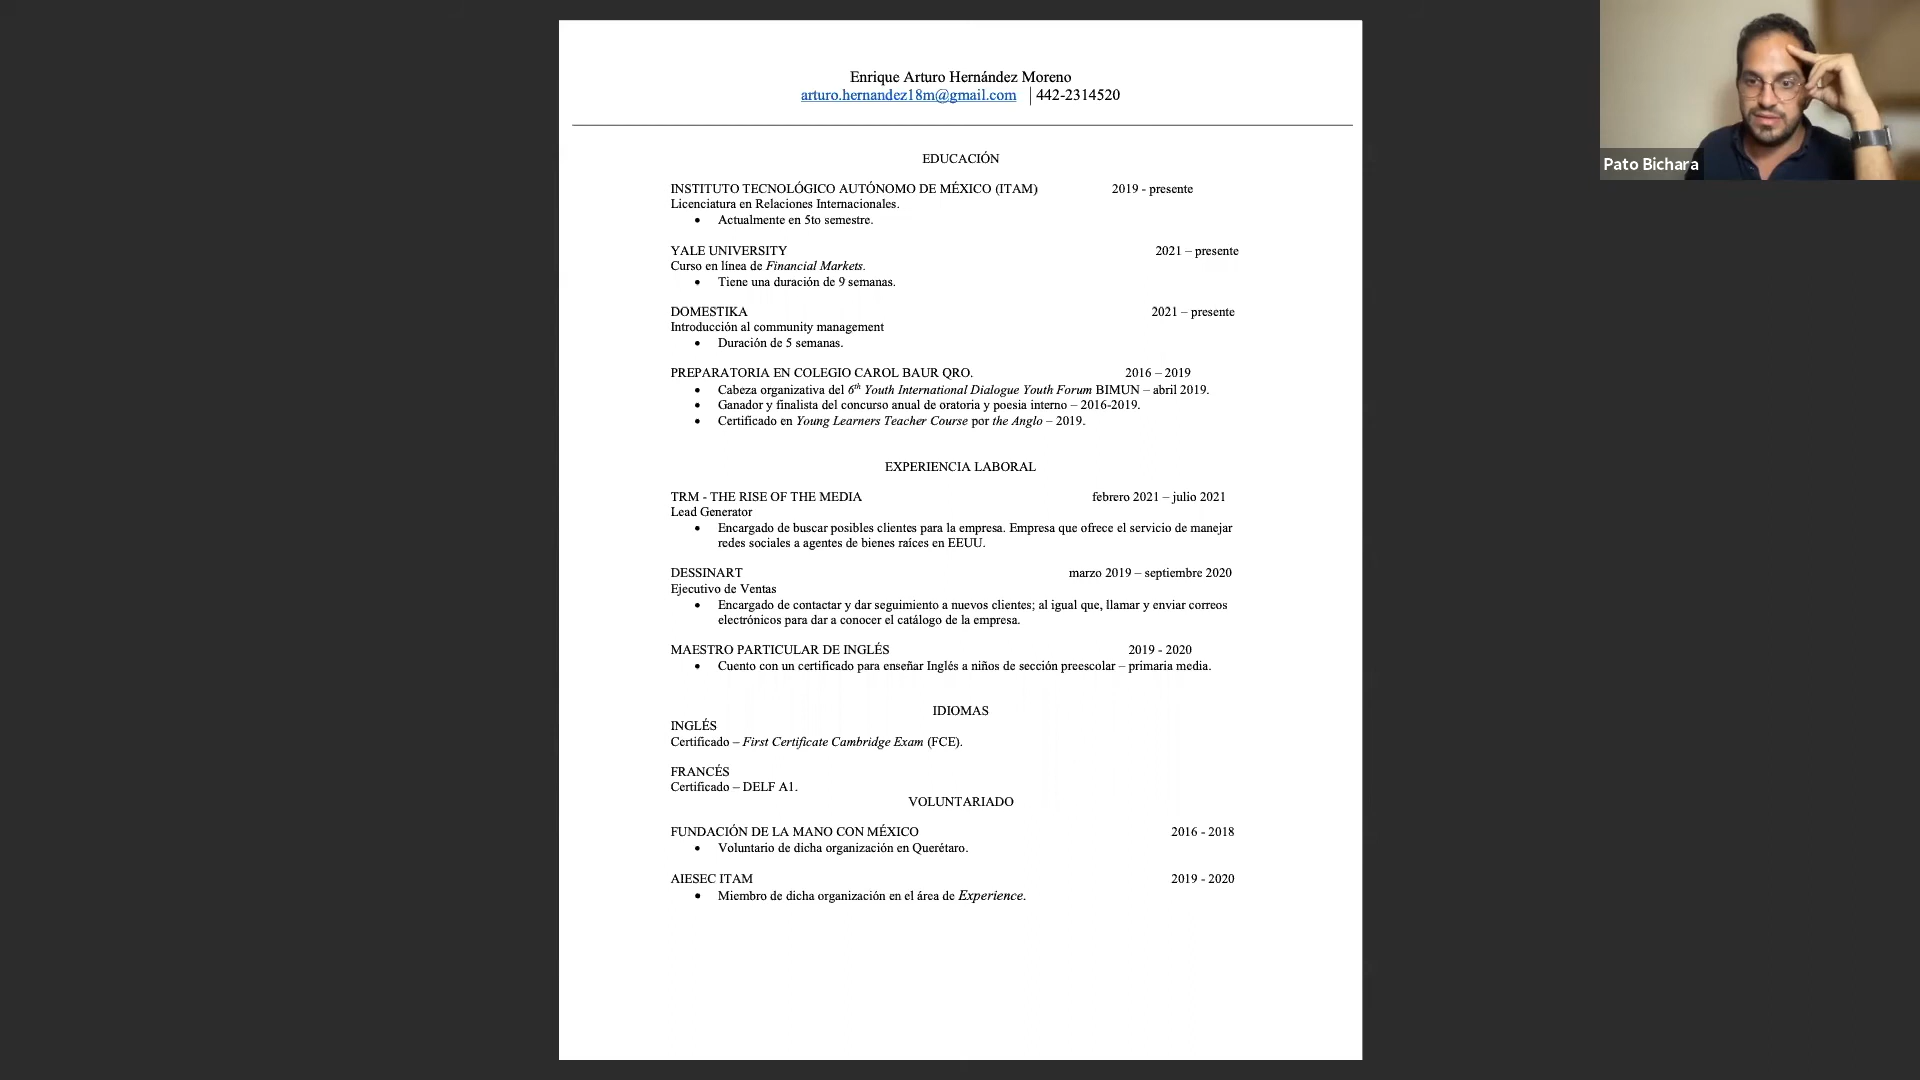 Enrique Arturo Hernández Moreno
arturo.hernandez18m@gmail.com | 442-2314520
EDUCACIÓN
INSTITUTO TECNOLÓGICO AUTÓNOMO DE MÉXICO (ITAM) 2019 - presente
Licenciatura en Relaciones Internacionales.
• Actualmente en 5to semestre.
YALE UNIVERSITY 2021 – presente
Curso en línea de Financial Markets.
• Tiene una duración de 9 semanas.
DOMESTIKA 2021 – presente
Introducción al community management
• Duración de 5 semanas.
PREPARATORIA EN COLEGIO CAROL BAUR QRO. 2016 – 2019
• Cabeza organizativa del 6th Youth International Dialogue Youth Forum BIMUN – abril 2019.
• Ganador y finalista del concurso anual de oratoria y poesia interno – 2016-2019.
• Certificado en Young Learners Teacher Course por the Anglo – 2019.
EXPERIENCIA LABORAL
TRM - THE RISE OF THE MEDIA febrero 2021 – julio 2021
Lead Generator
• Encargado de buscar posibles clientes para la empresa. Empresa que ofrece el servicio de manejar
redes sociales a agentes de bienes raíces en EEUU.
DESSINART marzo 2019 – septiembre 2020
Ejecutivo de Ventas
• Encargado de contactar y dar seguimiento a nuevos clientes; al igual que, llamar y enviar correos
electrónicos para dar a conocer el catálogo de la empresa.
MAESTRO PARTICULAR DE INGLÉS 2019 - 2020
• Cuento con un certificado para enseñar Inglés a niños de sección preescolar – primaria media.
IDIOMAS
INGLÉS
Certificado – First Certificate Cambridge Exam (FCE).
FRANCÉS
Certificado – DELF A1.
VOLUNTARIADO
FUNDACIÓN DE LA MANO CON MÉXICO 2016 - 2018
• Voluntario de dicha organización en Querétaro.
AIESEC ITAM 2019 - 2020
• Miembro de dicha organización en el área de Experience.
Pato Bichara